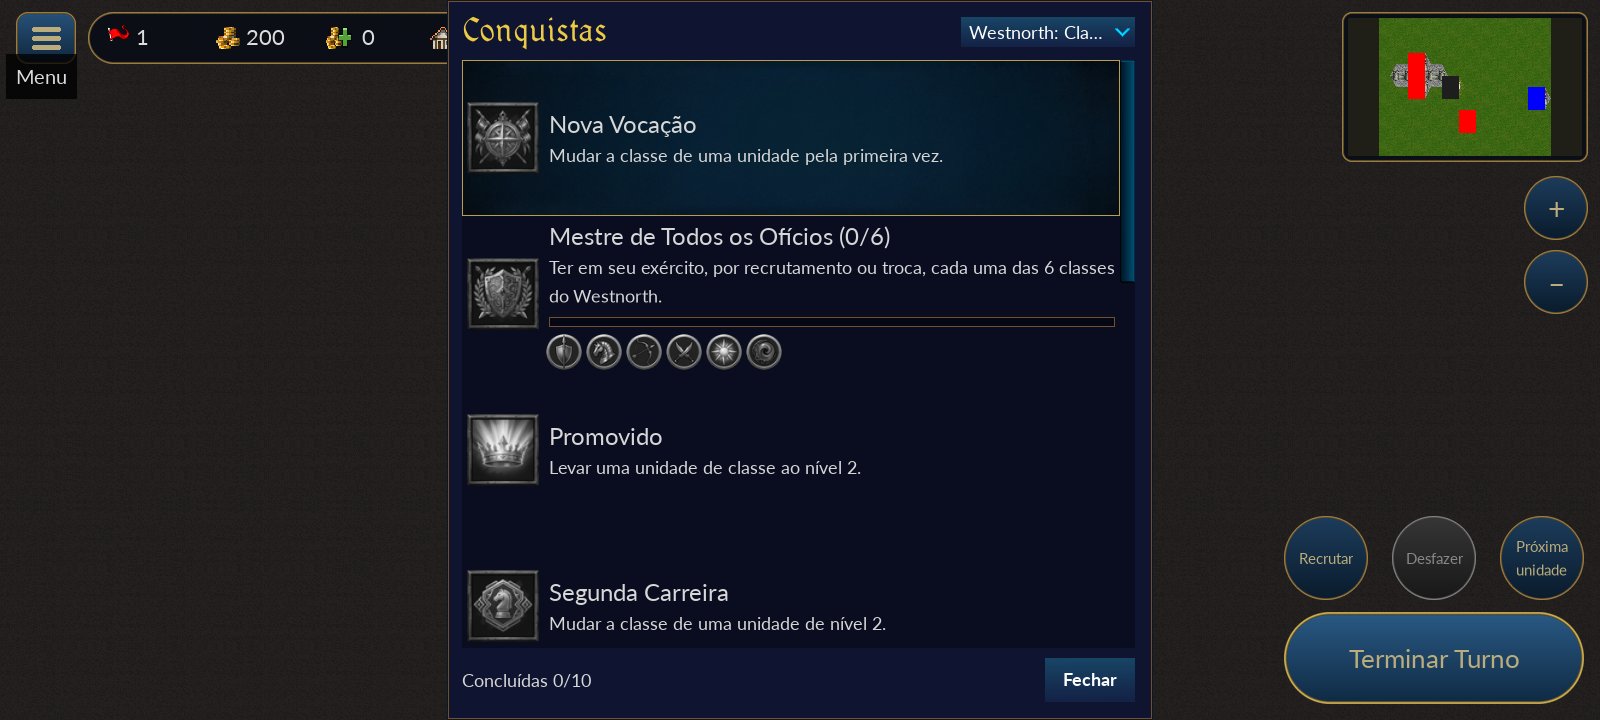 Menu
1
200
0
Conquistas
Westnorth: Cla...
Nova Vocação
Mudar a classe de uma unidade pela primeira vez.
Mestre de Todos os Ofícios (0/6)
Ter em seu exército, por recrutamento ou troca, cada uma das 6 classes
do Westnorth.
Promovido
Levar uma unidade de classe ao nível 2.
Segunda Carreira
Mudar a classe de uma unidade de nível 2.
Concluídas 0/10
Fechar
+
−
Recrutar
Desfazer
Próxima
unidade
Terminar Turno